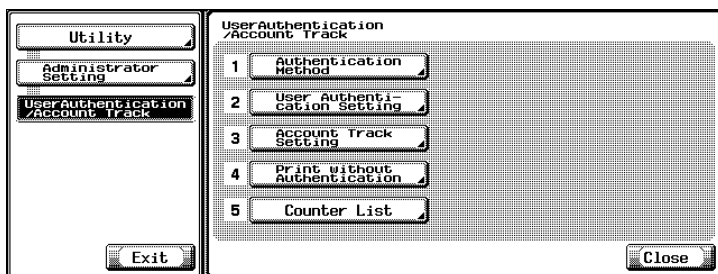 Utility
Administrator
Setting
UserAuthentication
/Account Track
Exit
UserAuthentication
/Account Track
1 Authentication
Method
2 User Authenti-
cation Setting
3 Account Track
Setting
4 Print without
Authentication
5 Counter List
Close